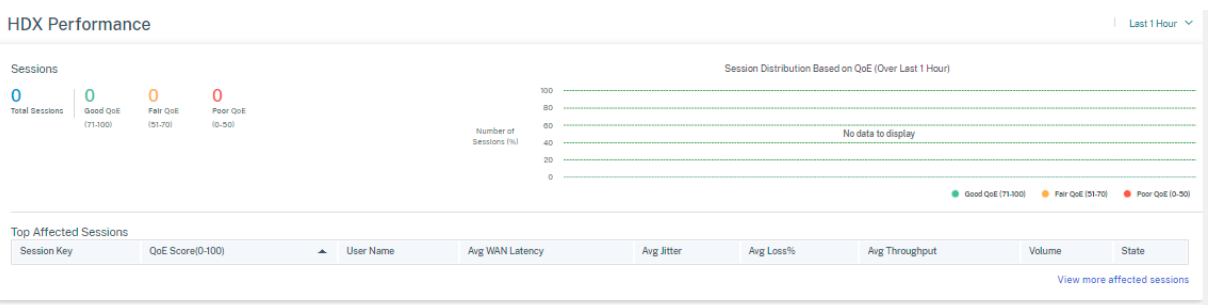 HDX Performance
Last 1 Hour
Sessions
0 0 0 0
Total Sessions Good QoE Fair QoE Poor QoE
(71-100) (51-70) (0-50)
Session Distribution Based on QoE (Over Last 1 Hour)
100
80
60
40
20
0
Number of
Sessions (%)
No data to display
Good QoE (71-100) Fair QoE (51-70) Poor QoE (0-50)
Top Affected Sessions
Session Key QoE Score(0-100) User Name Avg WAN Latency Avg Jitter Avg Loss% Avg Throughput Volume State
View more affected sessions